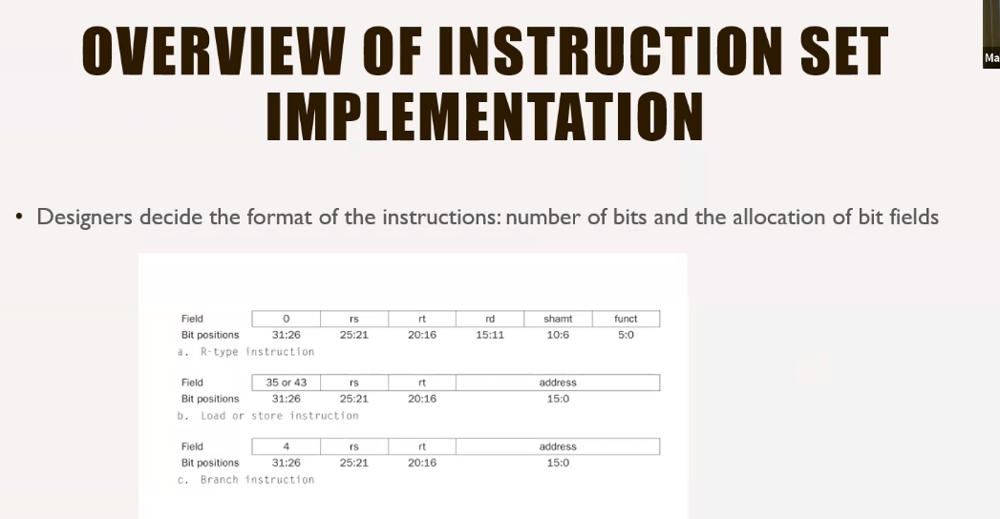 OVERVIEW OF INSTRUCTION SET
IMPLEMENTATION
Ma
• Designers decide the format of the instructions: number of bits and the allocation of bit fields
Field 0 rs rt rd shamt funct
Bit positions 31:26 25:21 20:16 15:11 10:6 5:0
a. R-type instruction
Field 35 or 43 rs rt address
Bit positions 31:26 25:21 20:16 15:0
b. Load or store instruction
Field 4 rs rt address
Bit positions 31:26 25:21 20:16 15:0
c. Branch instruction